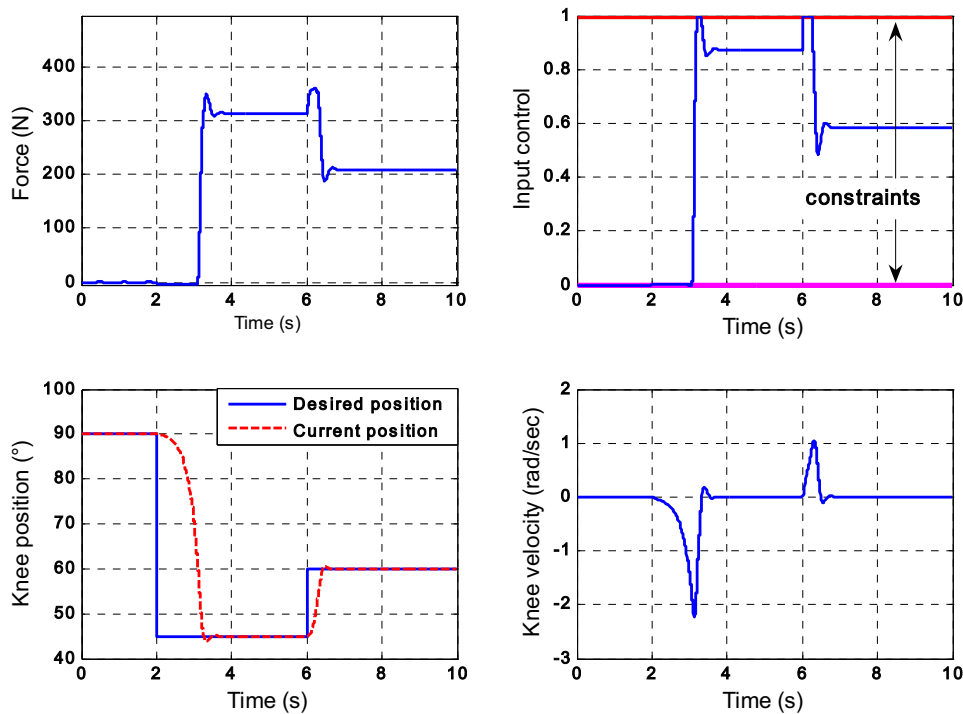 Force (N)
400
300
200
100
0
0 2 4 6 8 10
Time (s)
Input control
1
0.8
0.6
0.4
0.2
0
constraints
0 2 4 6 8 10
Time (s)
Knee position (°)
100
90
80
70
60
50
40
Desired position
Current position
0 2 4 6 8 10
Time (s)
Knee velocity (rad/sec)
2
1
0
-1
-2
-3
0 2 4 6 8 10
Time (s)